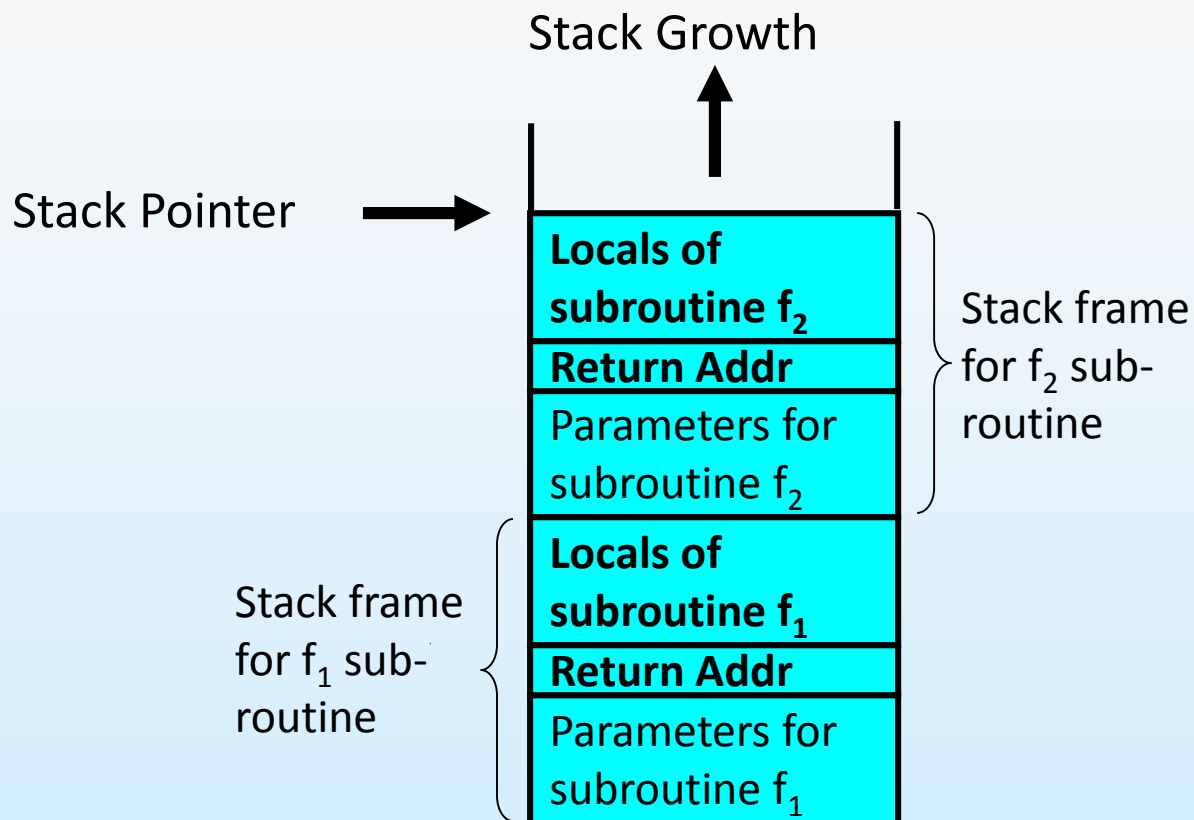 Stack Growth
Stack Pointer
Locals of
subroutine f₂
Return Addr
Parameters for
subroutine f₂
Stack frame
for f₂ sub-
routine
Locals of
subroutine f₁
Return Addr
Parameters for
subroutine f₁
Stack frame
for f₁ sub-
routine